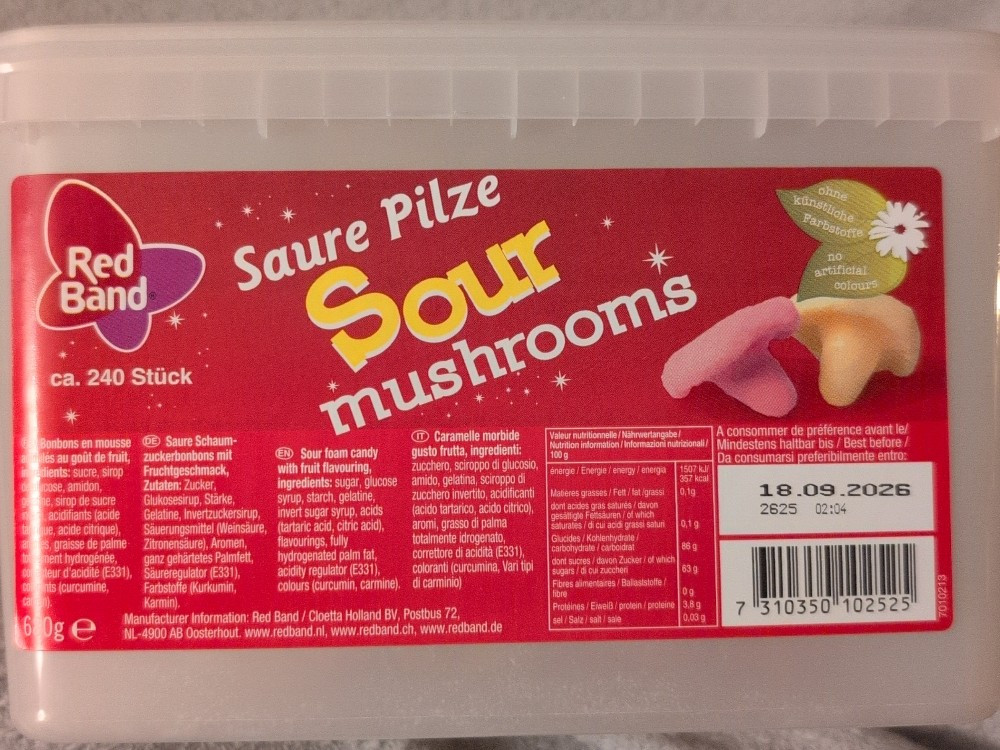 Red
Band
ca. 240 Stück
Saure Pilze
Sour
mushrooms
ohne
künstliche
Farbstoffe
no
artificial
colours
Bonbons en mousse
au goût de fruit,
sucre, sirop
amidon,
sirop de sucre
acidifiants (acide
acide citrique),
graisse de palme
hydrogénée,
d'acidité (E331),
(curcumine,
DE Saure Schaum-
zuckerbonbons mit
Fruchtgeschmack,
Zutaten: Zucker,
Glukosesirup, Stärke,
Gelatine, Invertzuckersirup,
Säuerungsmittel (Weinsäure,
Zitronensäure), Aromen,
ganz gehärtetes Palmfett,
Säureregulator (E331),
Farbstoffe (Kurkumin,
Karmin).
EN Sour foam candy
with fruit flavouring,
ingredients: sugar, glucose
syrup, starch, gelatine,
invert sugar syrup, acids
(tartaric acid, citric acid),
flavourings, fully
hydrogenated palm fat,
acidity regulator (E331),
colours (curcumin, carmine).
IT Caramelle morbide
gusto frutta, ingredienti:
zucchero, sciroppo di glucosio,
amido, gelatina, sciroppo di
zucchero invertito, acidificanti
(acido tartarico, acido citrico),
aromi, grasso di palma
totalmente idrogenato,
correttore di acidità (E331),
coloranti (curcumina, Vari tipi
di carminio)
Manufacturer Information: Red Band / Cloetta Holland BV, Postbus 72,
NL-4900 AB Oosterhout. www.redband.nl, www.redband.ch, www.redband.de
Valeur nutritionnelle / Nährwertangabe /
Nutrition information / Informazioni nutrizionali /
100 g
énergie / Energie / energy / energia 1507 kJ/
357 kcal
Matières grasses / Fett / fat /grassi 0,1g
dont acides gras saturés / davon
gesättigte Fettsäuren / of which
saturates / di cui acidi grassi saturi 0,1 g
Glucides / Kohlenhydrate /
carbohydrate / carboidrati 86 g
dont sucres / davon Zucker / of which
sugars / di cui zuccheri 63 g
Fibres alimentaires / Ballaststoffe /
fibre 0 g
Protéines / Eiweiß / protein / proteine 3,8 g
sel / Salz / salt / sale 0,03 g
A consommer de préférence avant le/
Mindestens haltbar bis / Best before /
Da consumarsi preferibilmente entro:
18.09.2026
2625 02:04
7 310350 102525
7010213